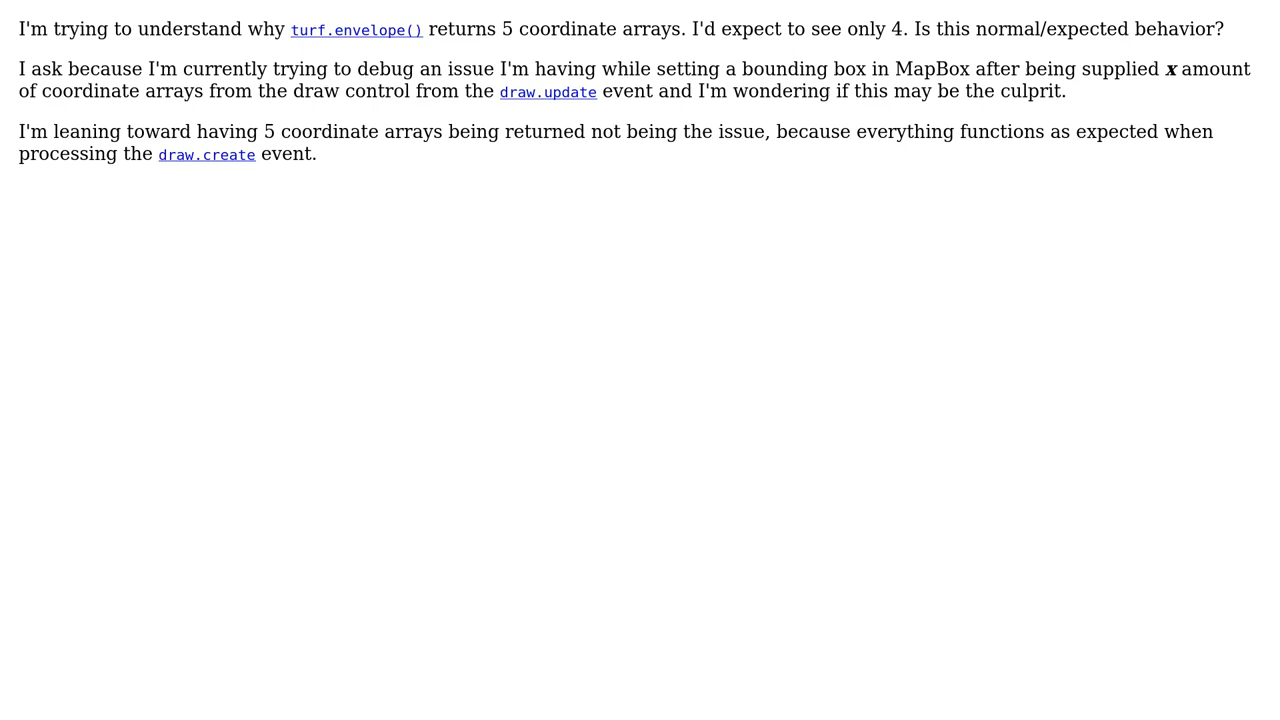 I'm trying to understand why turf.envelope() returns 5 coordinate arrays. I'd expect to see only 4. Is this normal/expected behavior?
I ask because I'm currently trying to debug an issue I'm having while setting a bounding box in MapBox after being supplied x amount
of coordinate arrays from the draw control from the draw.update event and I'm wondering if this may be the culprit.
I'm leaning toward having 5 coordinate arrays being returned not being the issue, because everything functions as expected when
processing the draw.create event.